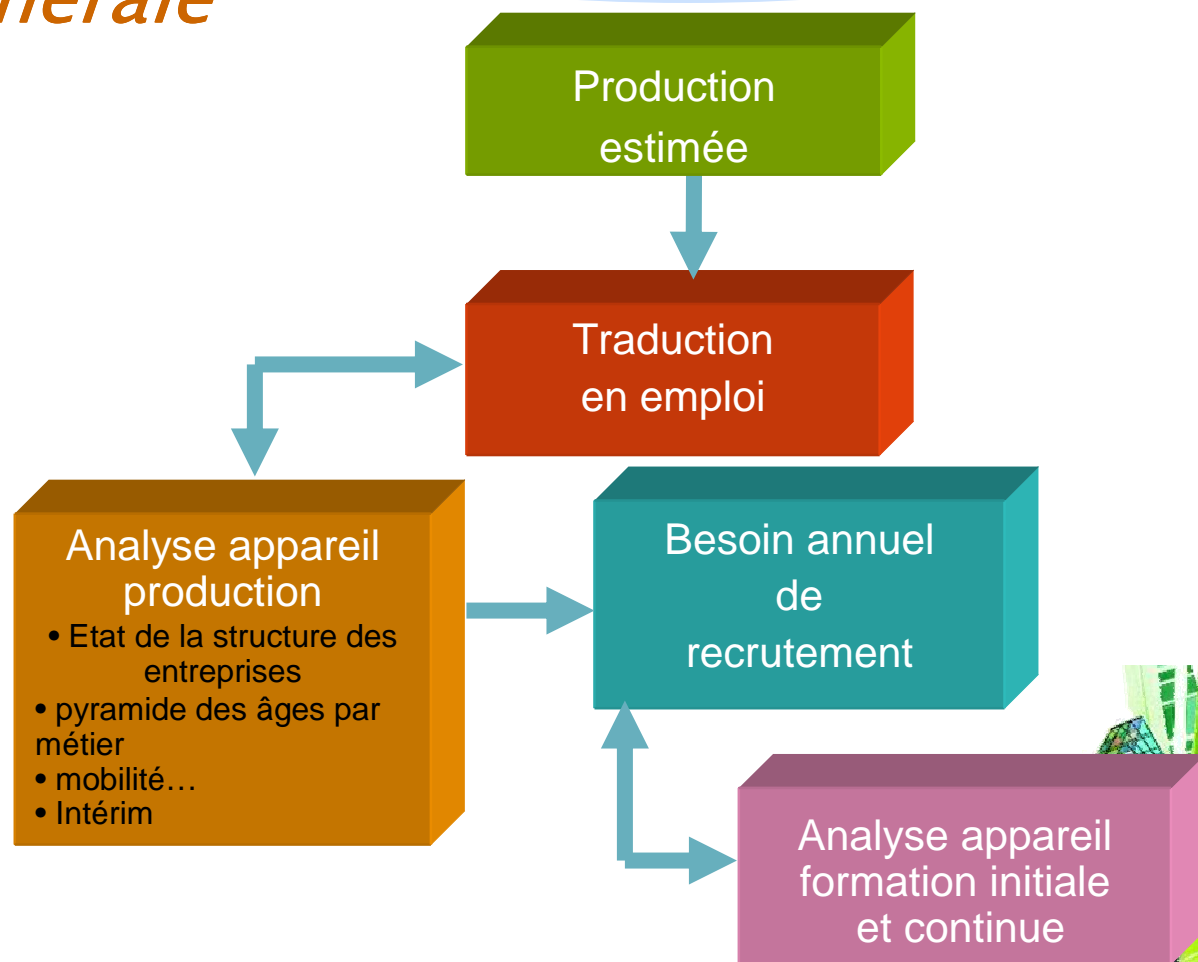 nérale
Production
estimée
Traduction
en emploi
Analyse appareil
production
• Etat de la structure des
entreprises
• pyramide des âges par
métier
• mobilité…
• Intérim
Besoin annuel
de
recrutement
Analyse appareil
formation initiale
et continue